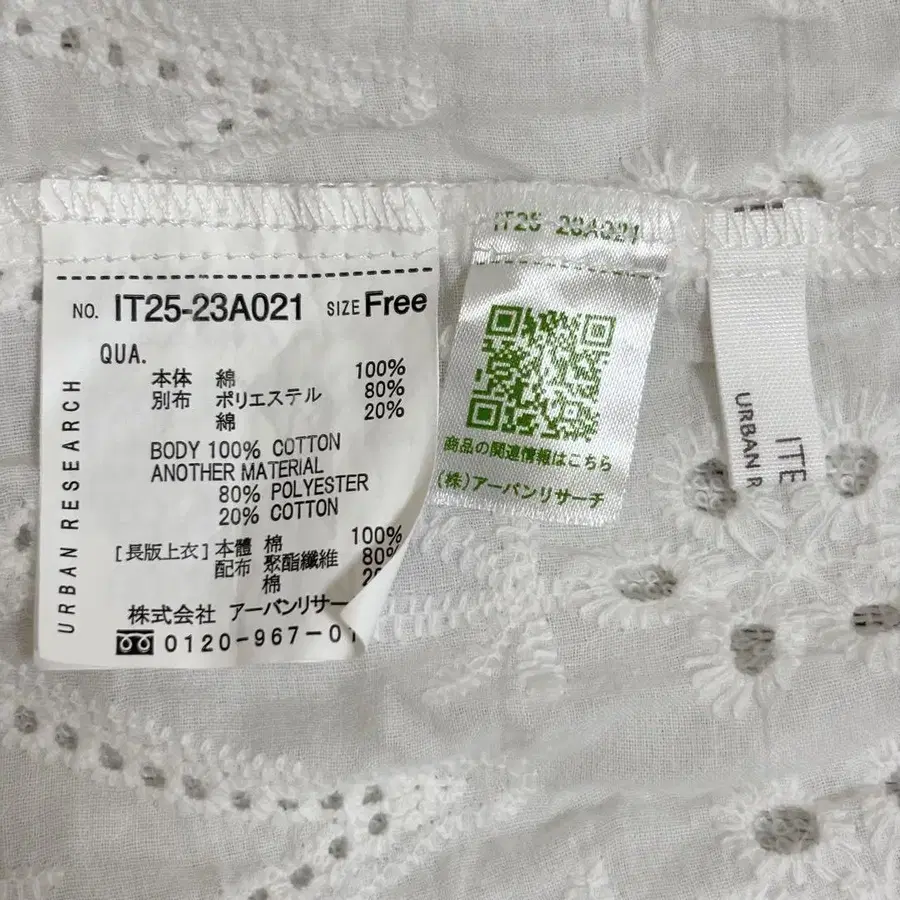 NO. IT25-23A021 SIZE Free
QUA.
本体 綿 100%
別布 ポリエステル 80%
綿 20%
BODY 100% COTTON
ANOTHER MATERIAL
80% POLYESTER
20% COTTON
[長版上衣] 本體 棉 100%
配布 聚酯纖維 80%
棉
株式会社 アーバンリサー
0120-967-01
URBAN RESEARCH
IT25-23A021
商品の関連情報はこちら
(株)アーバンリサーチ
ITE
URBAN R